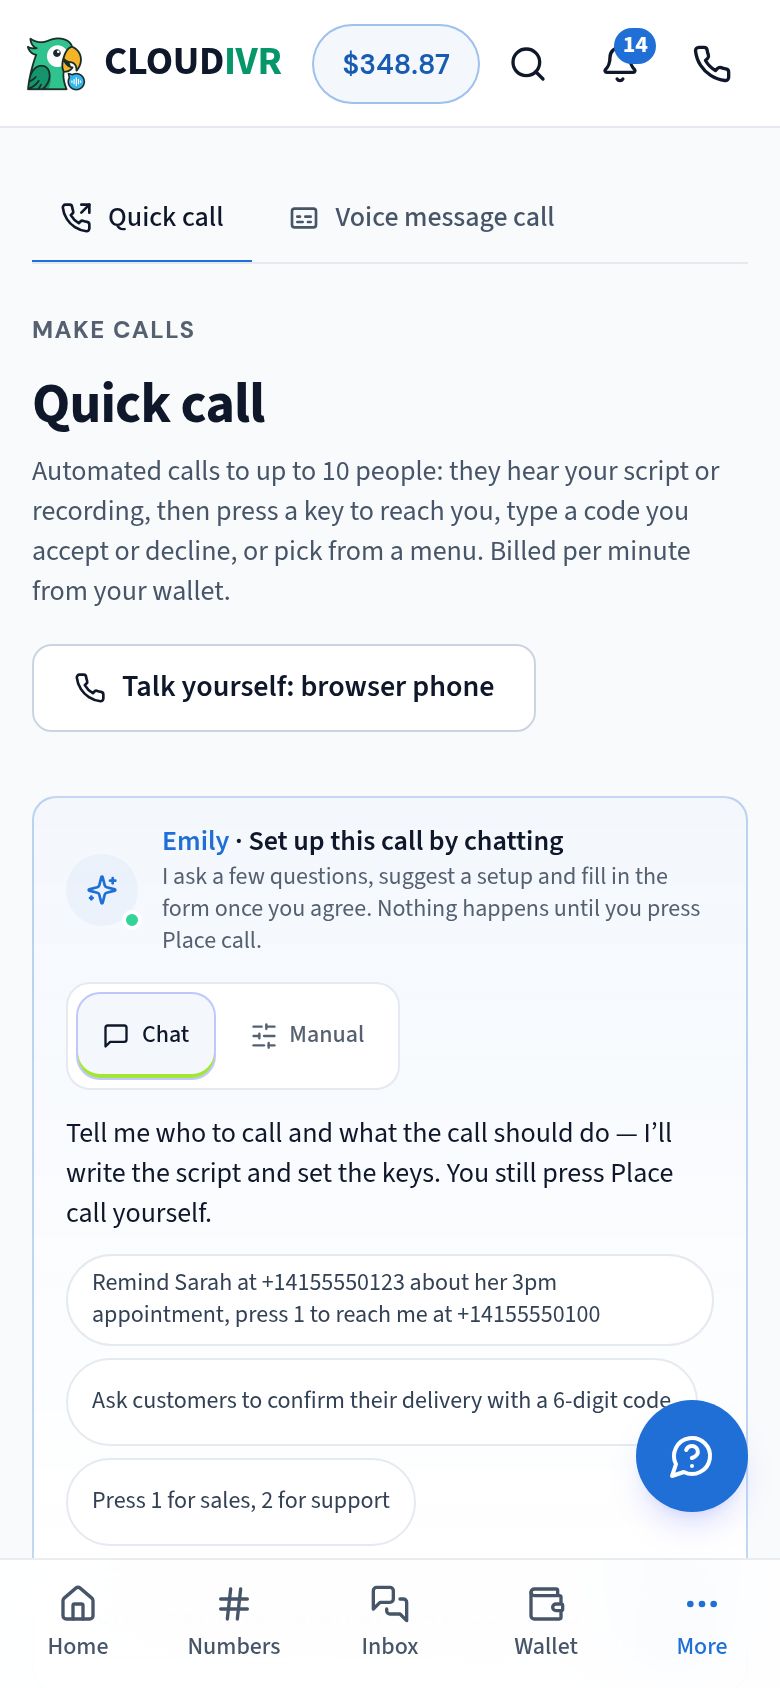 CLOUDIVR
$348.87
14
Quick call
Voice message call
MAKE CALLS
Quick call
Automated calls to up to 10 people: they hear your script or
recording, then press a key to reach you, type a code you
accept or decline, or pick from a menu. Billed per minute
from your wallet.
Talk yourself: browser phone
Emily · Set up this call by chatting
I ask a few questions, suggest a setup and fill in the
form once you agree. Nothing happens until you press
Place call.
Chat
Manual
Tell me who to call and what the call should do — I’ll
write the script and set the keys. You still press Place
call yourself.
Remind Sarah at +14155550123 about her 3pm
appointment, press 1 to reach me at +14155550100
Ask customers to confirm their delivery with a 6-digit code
Press 1 for sales, 2 for support
Home
Numbers
Inbox
Wallet
More